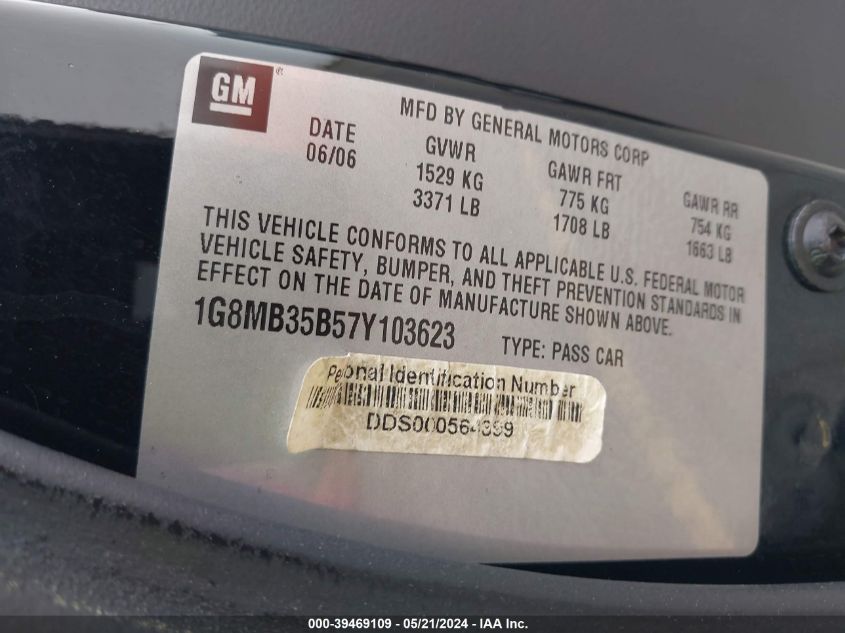 GM
MFD BY GENERAL MOTORS CORP
DATE GVWR GAWR FRT GAWR RR
06/06 1529 KG 775 KG 754 KG
3371 LB 1708 LB 1663 LB
THIS VEHICLE CONFORMS TO ALL APPLICABLE U.S. FEDERAL MOTOR
VEHICLE SAFETY, BUMPER, AND THEFT PREVENTION STANDARDS IN
EFFECT ON THE DATE OF MANUFACTURE SHOWN ABOVE.
1G8MB35B57Y103623 TYPE: PASS CAR
Pe onal Identification Number
DDS000564399
000-39469109 - 05/21/2024 - IAA Inc.